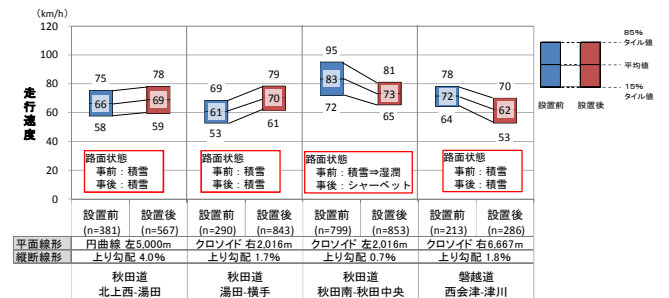 (km/h)
120
100
80
60
40
20
0
走行速度
75
66
58
78
69
59
69
61
53
79
70
61
95
83
72
81
73
65
78
72
64
70
62
53
85%
タイル値
平均値
15%
タイル値
設置前 設置後
路面状態
事前：積雪
事後：積雪
路面状態
事前：積雪
事後：積雪
路面状態
事前：積雪⇒湿潤
事後：シャーベット
路面状態
事前：積雪
事後：積雪
設置前 設置後 設置前 設置後 設置前 設置後 設置前 設置後
(n=381) (n=567) (n=290) (n=843) (n=799) (n=853) (n=213) (n=286)
平面線形 円曲線 左5,000m クロソイド 右2,016m クロソイド 左2,016m クロソイド 右6,667m
縦断線形 上り勾配 4.0% 上り勾配 1.7% 上り勾配 0.7% 上り勾配 1.8%
秋田道 秋田道 秋田道 磐越道
北上西-湯田 湯田-横手 秋田南-秋田中央 西会津-津川